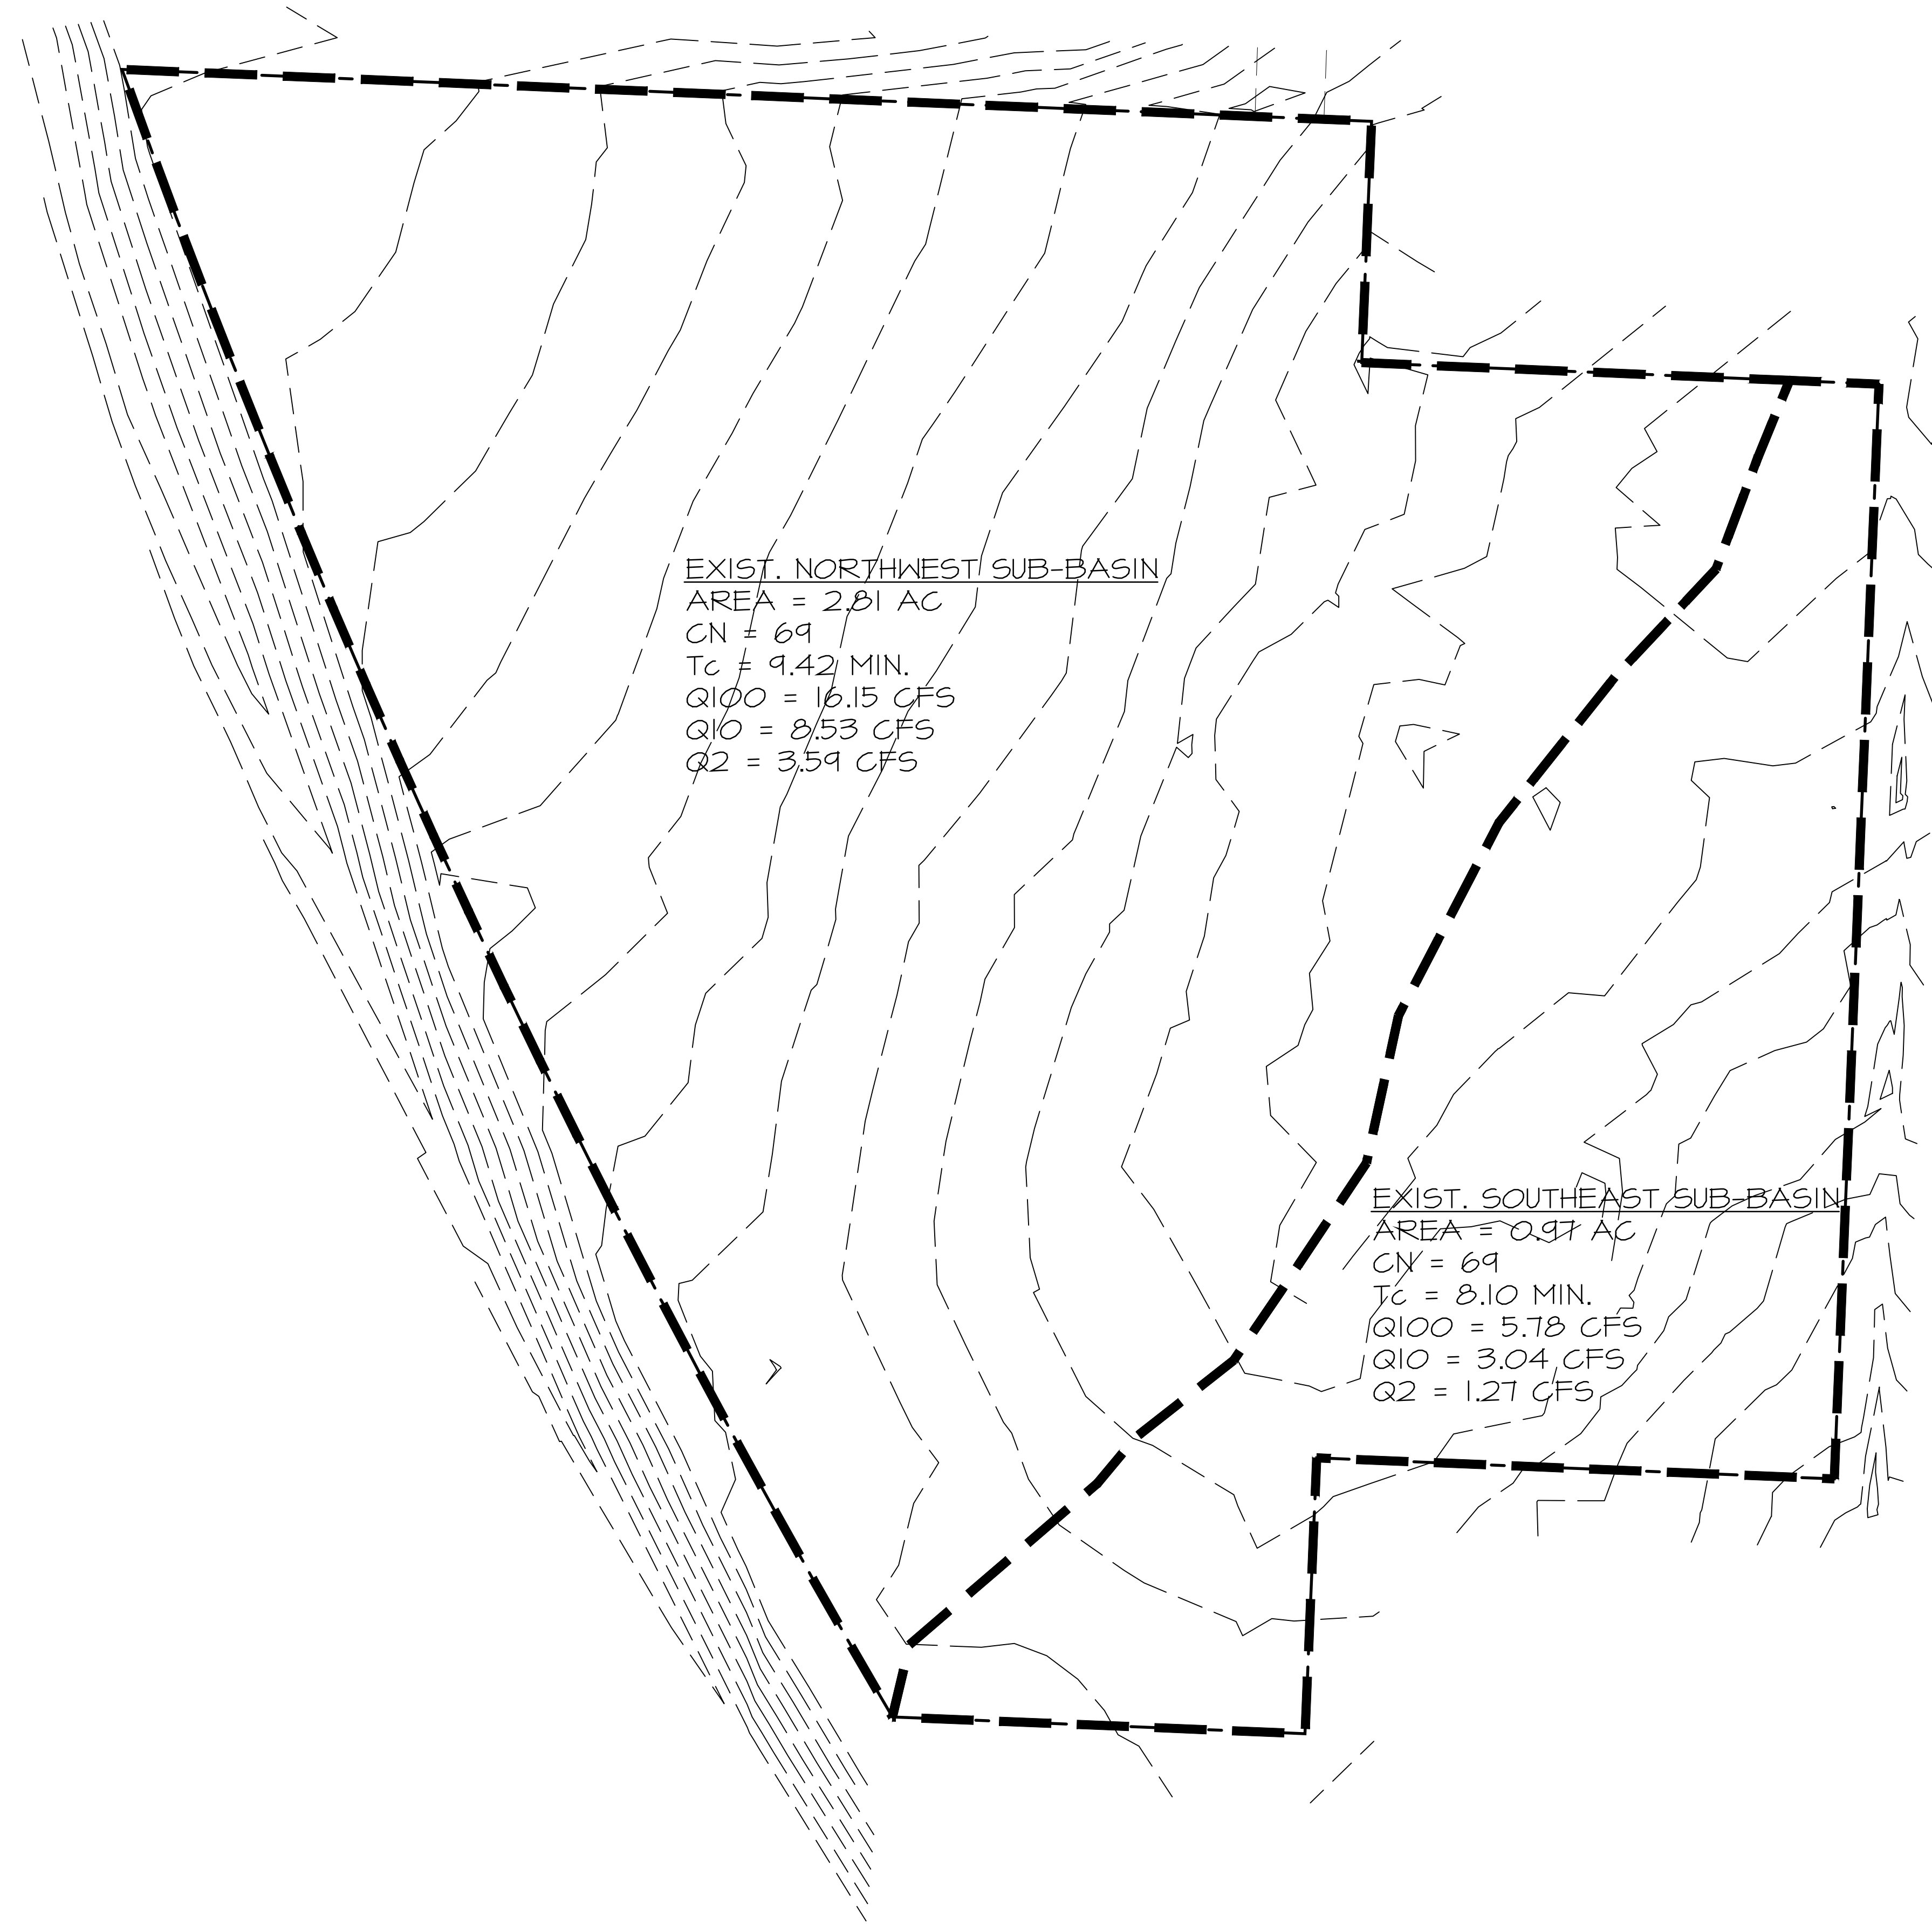 EXIST. NORTHWEST SUB-BASIN
AREA = 2.81 AC
CN = 69
Tc = 9.42 MIN.
Q100 = 16.15 CFS
Q10 = 8.53 CFS
Q2 = 3.59 CFS
EXIST. SOUTHEAST SUB-BASIN
AREA = 0.97 AC
CN = 69
Tc = 8.10 MIN.
Q100 = 5.78 CFS
Q10 = 3.04 CFS
Q2 = 1.27 CFS